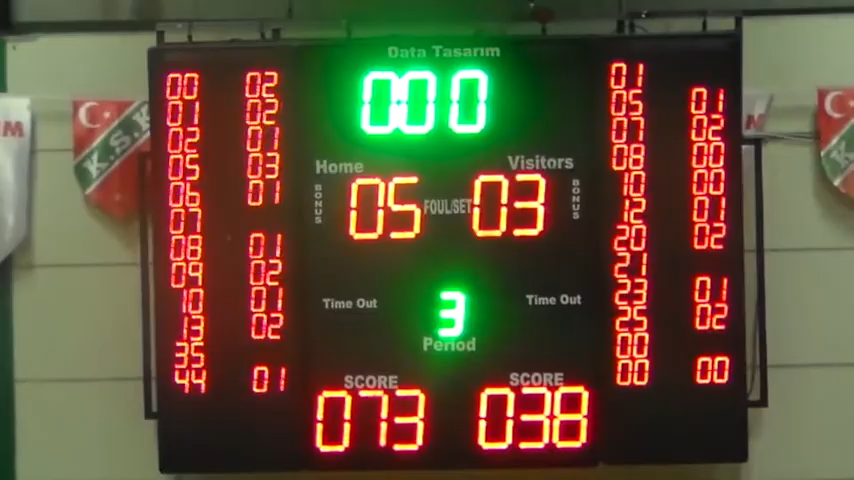 Data Tasarım
00:0 0
Home
Visitors
BONUS
05
FOUL/SET
03
BONUS
Time Out
3
Time Out
Period
SCORE
SCORE
073
038
00 02
01 02
02 01
05 03
06 01
07
08 01
09 02
10 01
13 02
35
44 01
01
05 01
07 02
08 00
10 00
12 01
20 02
21
23 01
25 02
00
00 00
K.S.K